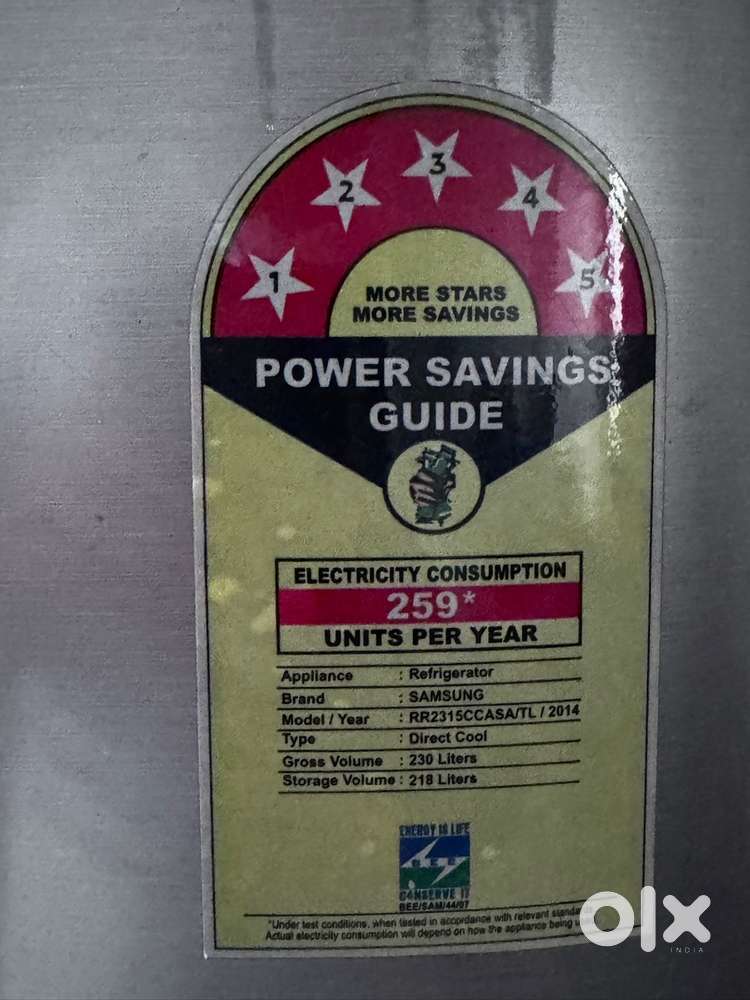 1 2 3 4 5
MORE STARS
MORE SAVINGS
POWER SAVINGS
GUIDE
ELECTRICITY CONSUMPTION
259*
UNITS PER YEAR
Appliance : Refrigerator
Brand : SAMSUNG
Model / Year : RR2315CCASA/TL / 2014
Type : Direct Cool
Gross Volume : 230 Liters
Storage Volume : 218 Liters
ENERGY IS LIFE
BEE
CONSERVE IT
BEE/SAM/44/07
*Under test conditions, when tested in accordance with relevant
Actual electricity consumption will depend on how the appliance being
olx
INDIA